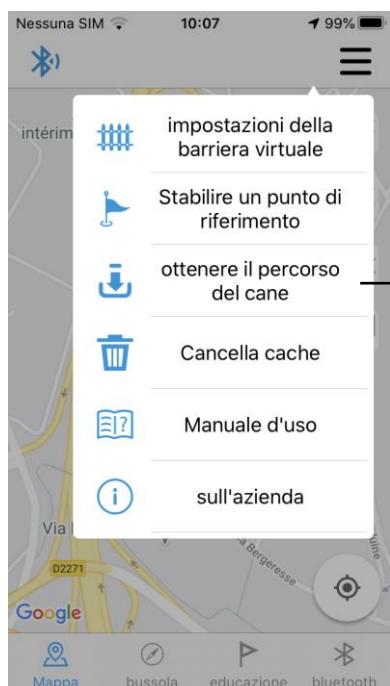 Nessuna SIM 10:07 99%
intérim
impostazioni della
barriera virtuale
Stabilire un punto di
riferimento
ottenere il percorso
del cane
Cancella cache
Manuale d'uso
sull'azienda
Via
Bergeresse
D2271
Google
Mappa bussola educazione bluetooth